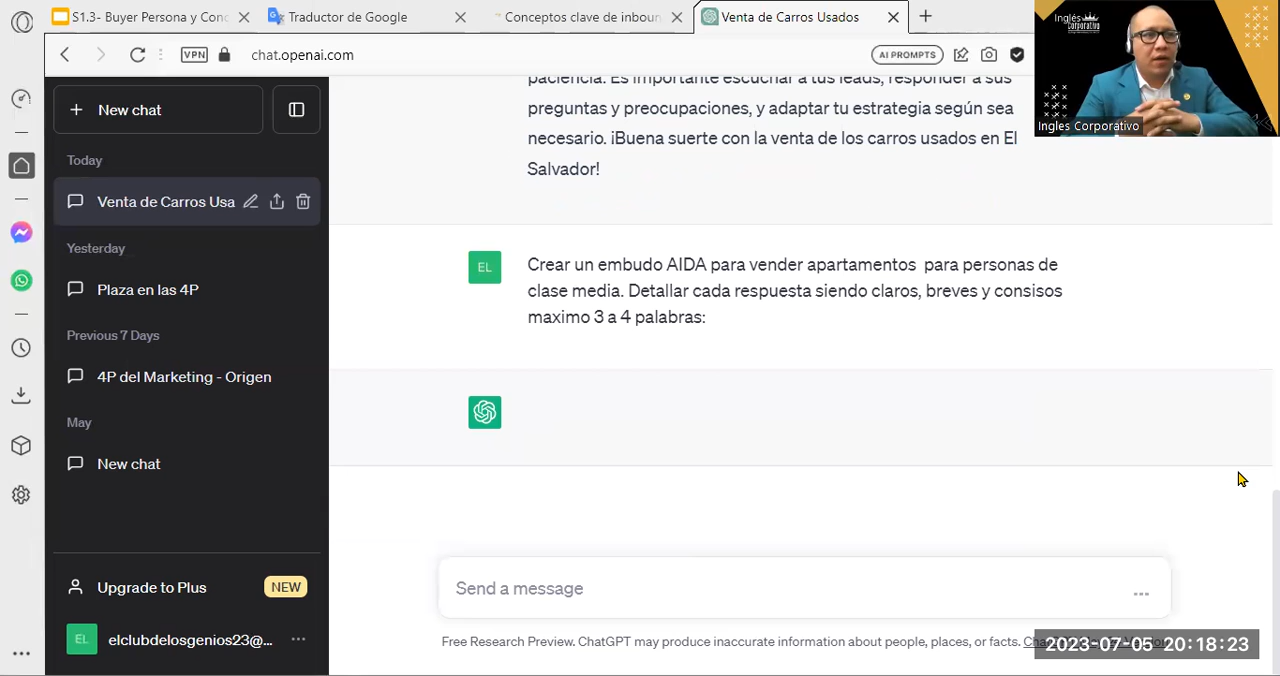 S1.3- Buyer Persona y Con
Traductor de Google
Conceptos clave de inboun
Venta de Carros Usados
VPN
chat.openai.com
AI PROMPTS
Inglés
Corporativo
Ingles Corporativo
New chat
Today
Venta de Carros Usa
Yesterday
Plaza en las 4P
Previous 7 Days
4P del Marketing - Origen
May
New chat
Upgrade to Plus
NEW
EL
elclubdelosgenios23@...
paciencia. Es importante escuchar a tus leads, responder a sus
preguntas y preocupaciones, y adaptar tu estrategia según sea
necesario. ¡Buena suerte con la venta de los carros usados en El
Salvador!
EL
Crear un embudo AIDA para vender apartamentos para personas de
clase media. Detallar cada respuesta siendo claros, breves y consisos
maximo 3 a 4 palabras:
Send a message
Free Research Preview. ChatGPT may produce inaccurate information about people, places, or facts.
2023-07-05 20:18:23